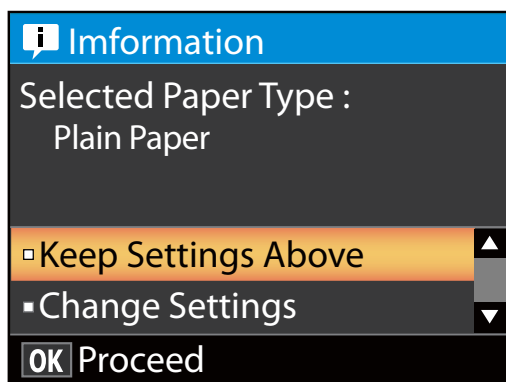 Imformation
Selected Paper Type :
Plain Paper
Keep Settings Above
Change Settings
OK Proceed